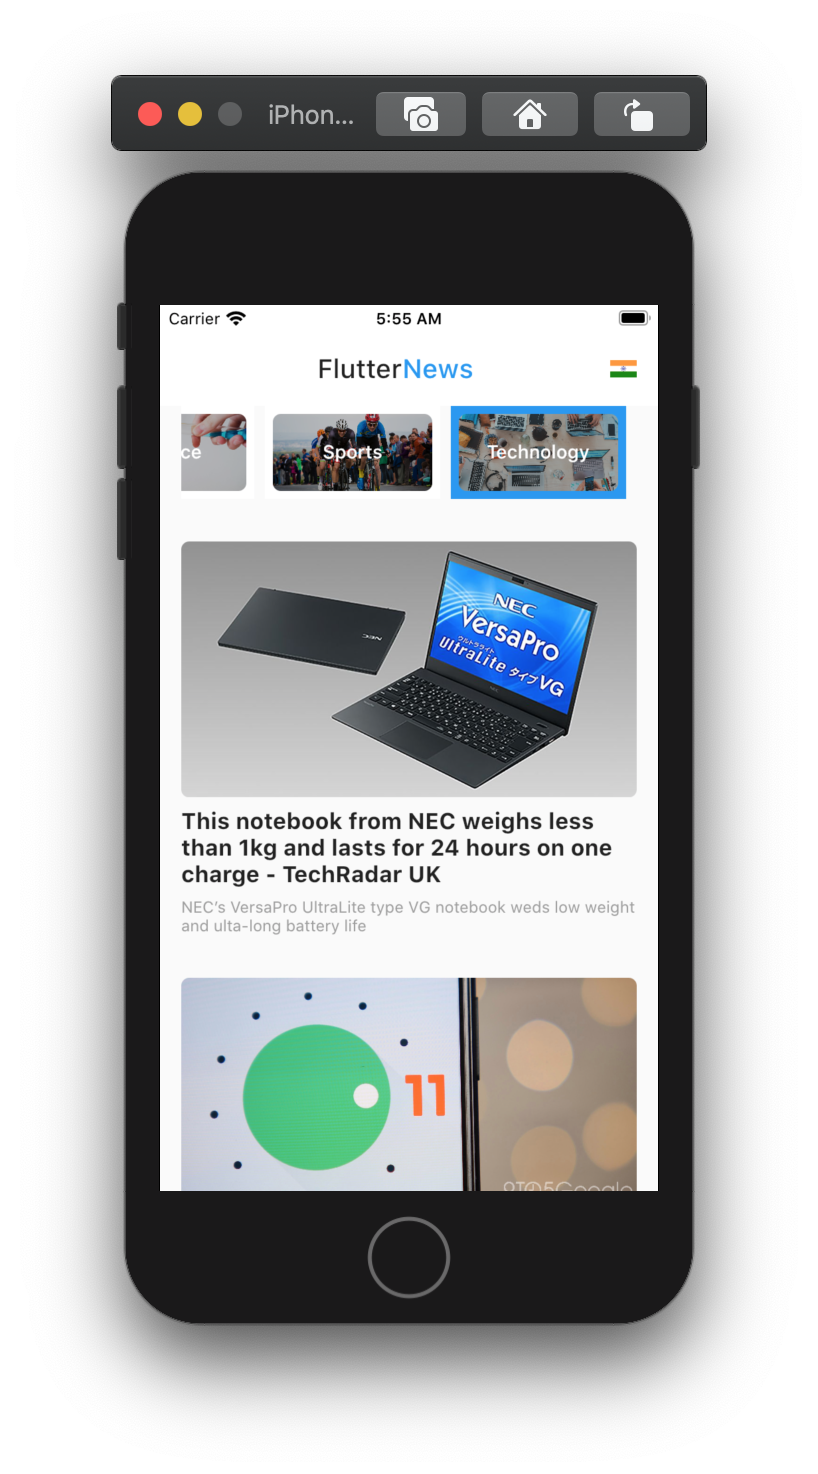 iPhon...
Carrier 5:55 AM
FlutterNews
ce
Sports
Technology
NEC
NEC
VersaPro
ウルトラライト
UltraLite タイプVG
This notebook from NEC weighs less
than 1kg and lasts for 24 hours on one
charge - TechRadar UK
NEC’s VersaPro UltraLite type VG notebook weds low weight
and ulta-long battery life
11
9TO5Google